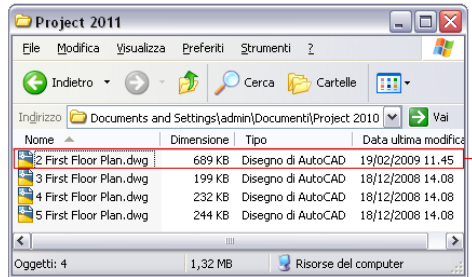 Project 2011
File Modifica Visualizza Preferiti Strumenti ?
Indietro Cerca Cartelle
Indirizzo Documents and Settings\admin\Documenti\Project 2010 Vai
Nome Dimensione Tipo Data ultima modifica
2 First Floor Plan.dwg 689 KB Disegno di AutoCAD 19/02/2009 11.45
3 First Floor Plan.dwg 199 KB Disegno di AutoCAD 18/12/2008 14.08
4 First Floor Plan.dwg 232 KB Disegno di AutoCAD 18/12/2008 14.08
5 First Floor Plan.dwg 244 KB Disegno di AutoCAD 18/12/2008 14.08
Oggetti: 4 1,32 MB Risorse del computer